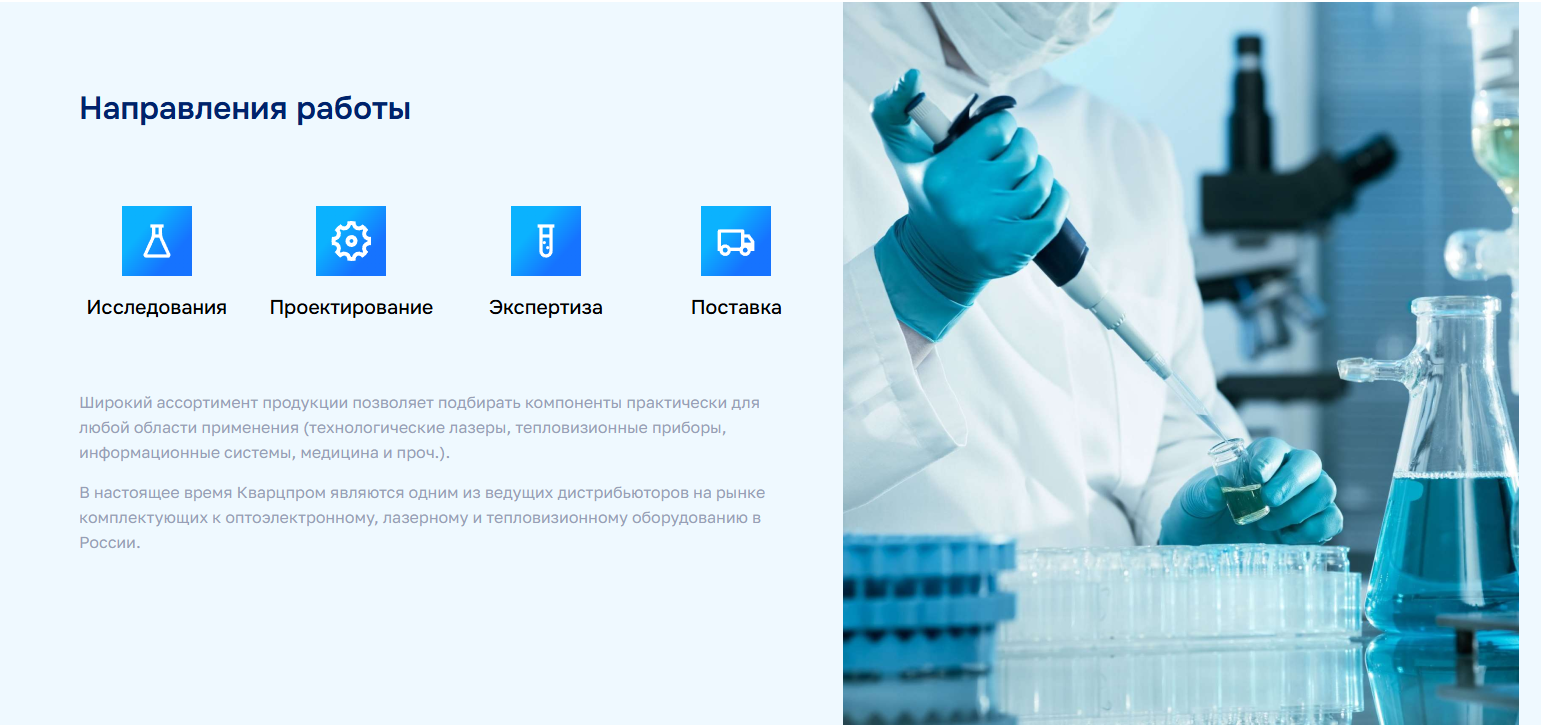 Направления работы
Исследования
Проектирование
Экспертиза
Поставка
Широкий ассортимент продукции позволяет подбирать компоненты практически для
любой области применения (технологические лазеры, тепловизионные приборы,
информационные системы, медицина и проч.).
В настоящее время Кварцпром являются одним из ведущих дистрибьюторов на рынке
комплектующих к оптоэлектронному, лазерному и тепловизионному оборудованию в
России.